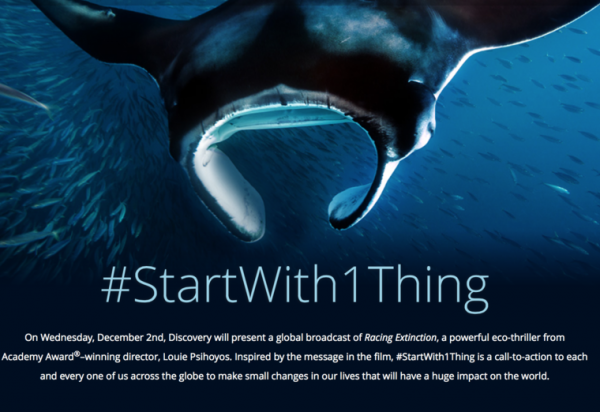 #StartWith1Thing
On Wednesday, December 2nd, Discovery will present a global broadcast of Racing Extinction, a powerful eco-thriller from
Academy Award®–winning director, Louie Psihoyos. Inspired by the message in the film, #StartWith1Thing is a call-to-action to each
and every one of us across the globe to make small changes in our lives that will have a huge impact on the world.